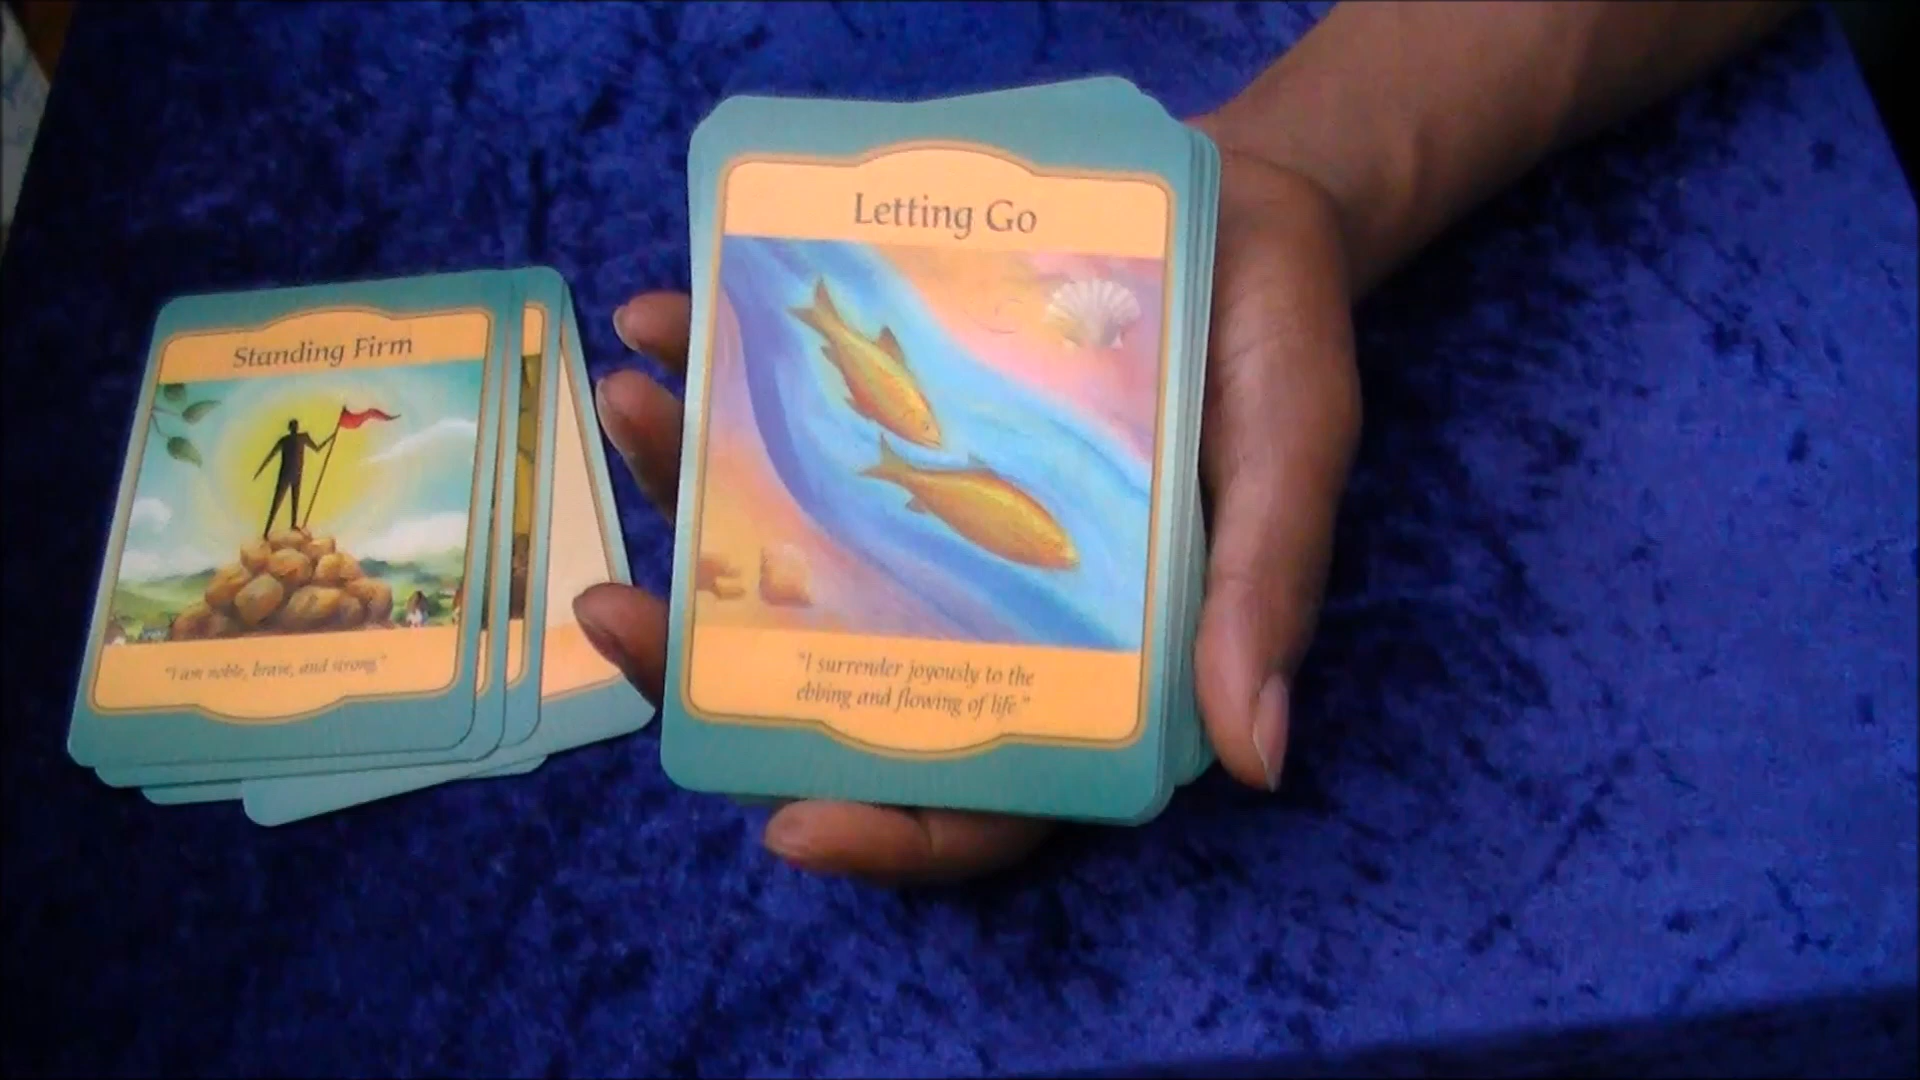 Standing Firm
"I am noble, brave, and strong."
Letting Go
"I surrender joyously to the
ebbing and flowing of life"